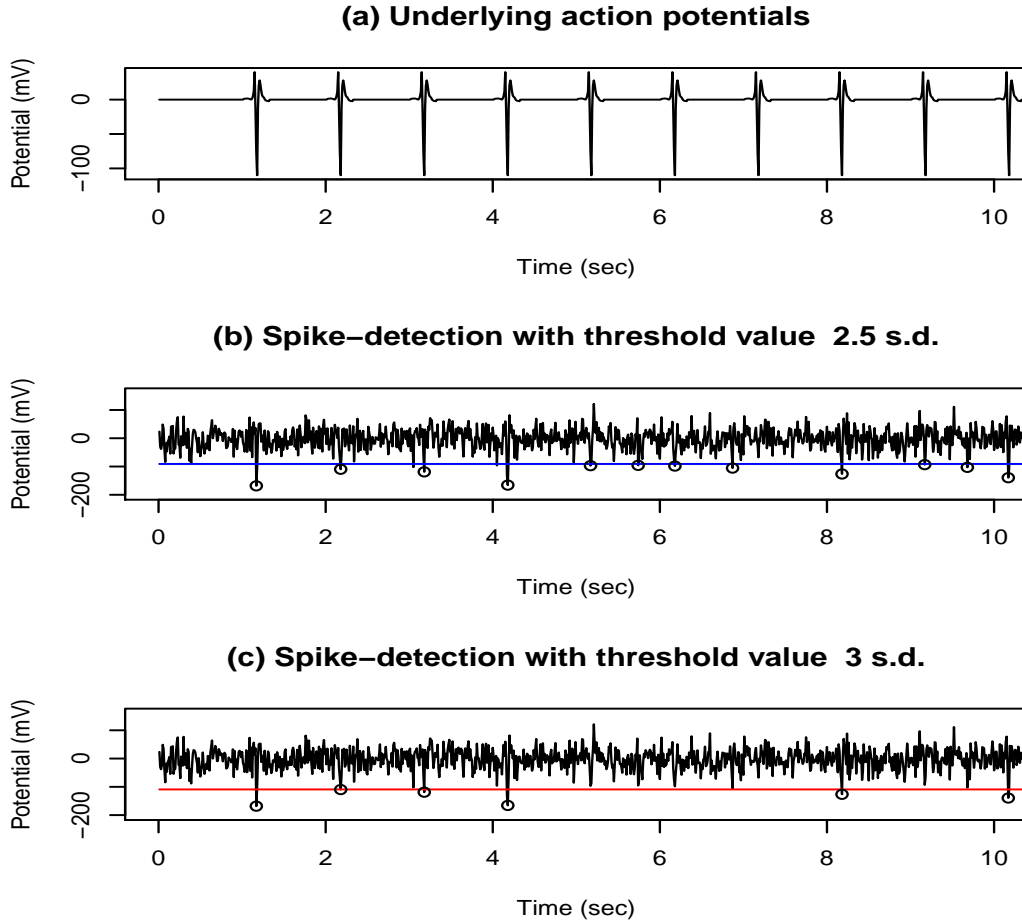 (a) Underlying action potentials
Potential (mV)
0
−100
0 2 4 6 8 10
Time (sec)
(b) Spike−detection with threshold value 2.5 s.d.
Potential (mV)
0
−200
0 2 4 6 8 10
Time (sec)
(c) Spike−detection with threshold value 3 s.d.
Potential (mV)
0
−200
0 2 4 6 8 10
Time (sec)